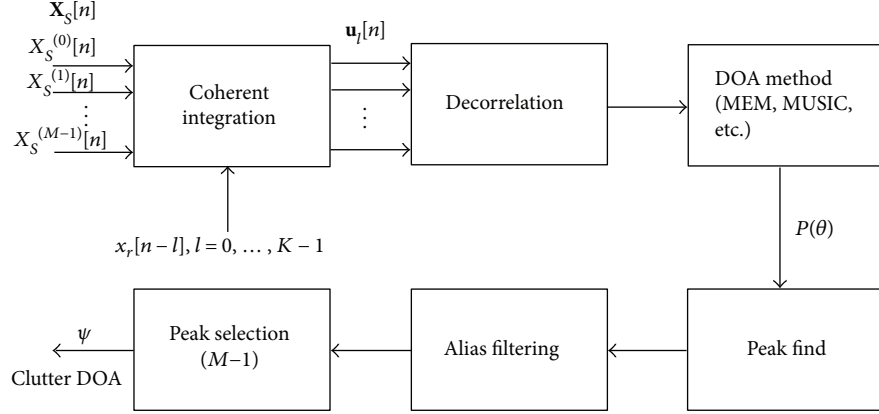 X_S[n]
X_S^(0)[n]
X_S^(1)[n]
⋮
X_S^(M−1)[n]
Coherent
integration
u_l[n]
⋮
Decorrelation
DOA method
(MEM, MUSIC,
etc.)
x_r[n − l], l = 0, … , K − 1
P(θ)
ψ
Clutter DOA
Peak selection
(M−1)
Alias filtering
Peak find